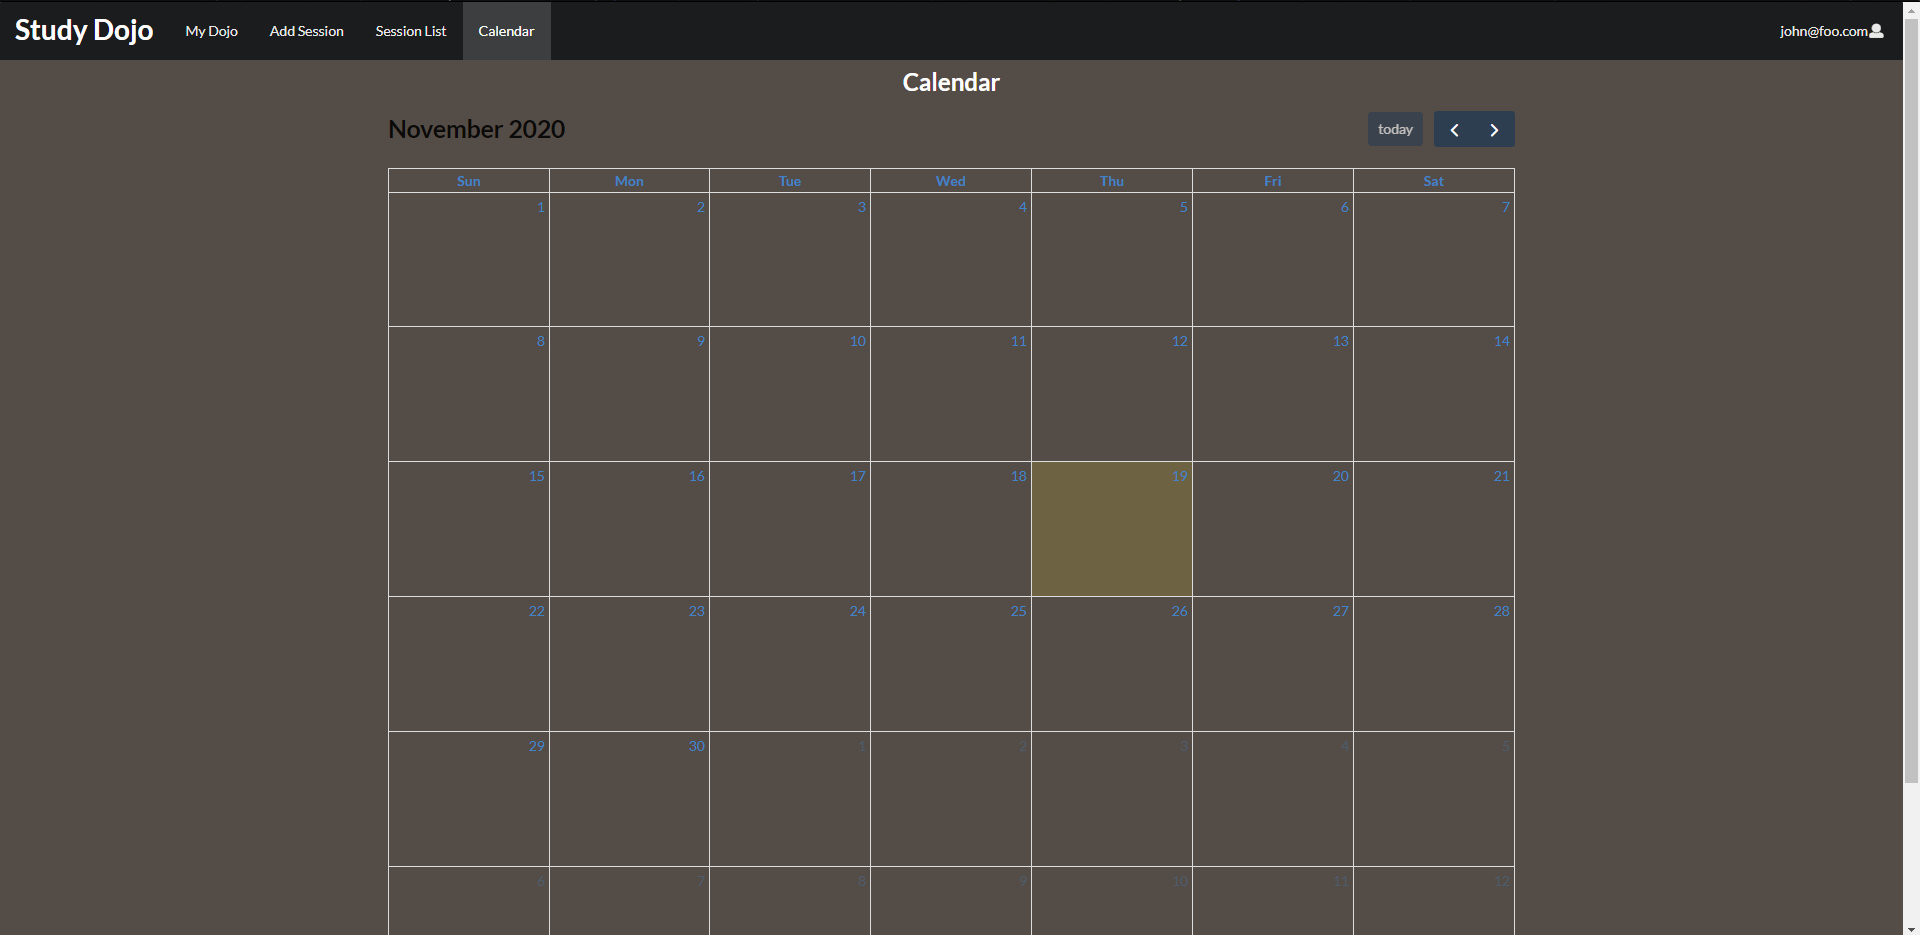 Study Dojo My Dojo Add Session Session List Calendar john@foo.com
Calendar
November 2020 today
Sun Mon Tue Wed Thu Fri Sat
1 2 3 4 5 6 7
8 9 10 11 12 13 14
15 16 17 18 19 20 21
22 23 24 25 26 27 28
29 30 1 2 3 4 5
6 7 8 9 10 11 12